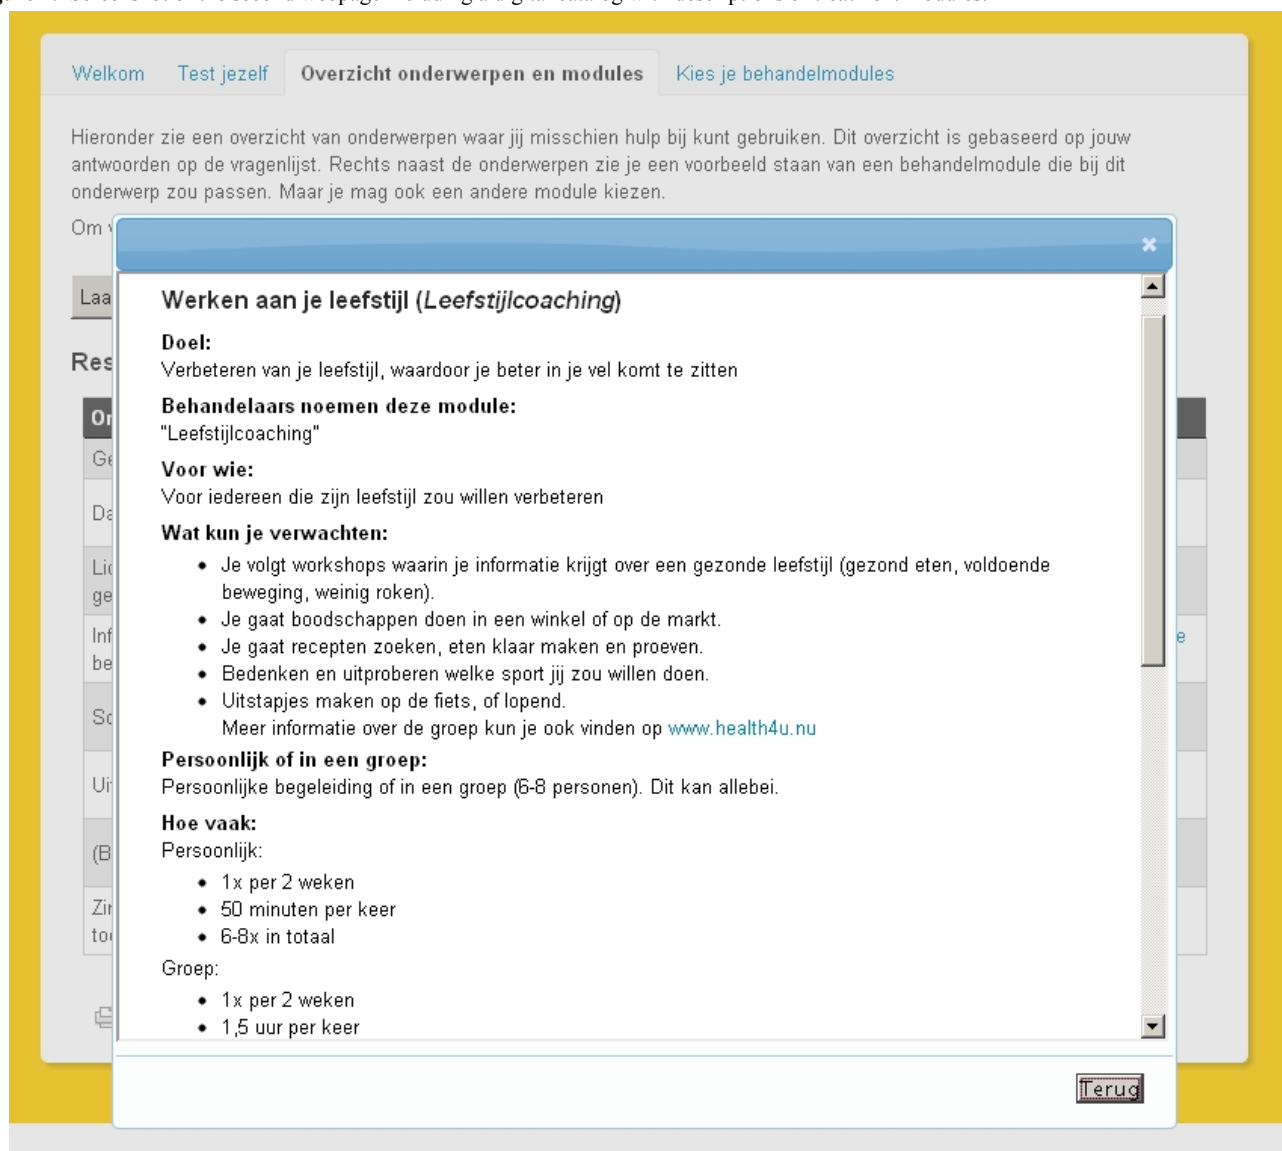 Welkom Test jezelf Overzicht onderwerpen en modules Kies je behandelmodules
Hieronder zie een overzicht van onderwerpen waar jij misschien hulp bij kunt gebruiken. Dit overzicht is gebaseerd op jouw
antwoorden op de vragenlijst. Rechts naast de onderwerpen zie je een voorbeeld staan van een behandelmodule die bij dit
onderwerp zou passen. Maar je mag ook een andere module kiezen.
Om
Werken aan je leefstijl (Leefstijlcoaching)
Doel:
Verbeteren van je leefstijl, waardoor je beter in je vel komt te zitten
Behandelaars noemen deze module:
"Leefstijlcoaching"
Voor wie:
Voor iedereen die zijn leefstijl zou willen verbeteren
Wat kun je verwachten:
• Je volgt workshops waarin je informatie krijgt over een gezonde leefstijl (gezond eten, voldoende
beweging, weinig roken).
• Je gaat boodschappen doen in een winkel of op de markt.
• Je gaat recepten zoeken, eten klaar maken en proeven.
• Bedenken en uitproberen welke sport jij zou willen doen.
• Uitstapjes maken op de fiets, of lopend.
Meer informatie over de groep kun je ook vinden op www.health4u.nu
Persoonlijk of in een groep:
Persoonlijke begeleiding of in een groep (6-8 personen). Dit kan allebei.
Hoe vaak:
Persoonlijk:
• 1x per 2 weken
• 50 minuten per keer
• 6-8x in totaal
Groep:
• 1x per 2 weken
• 1,5 uur per keer
Terug